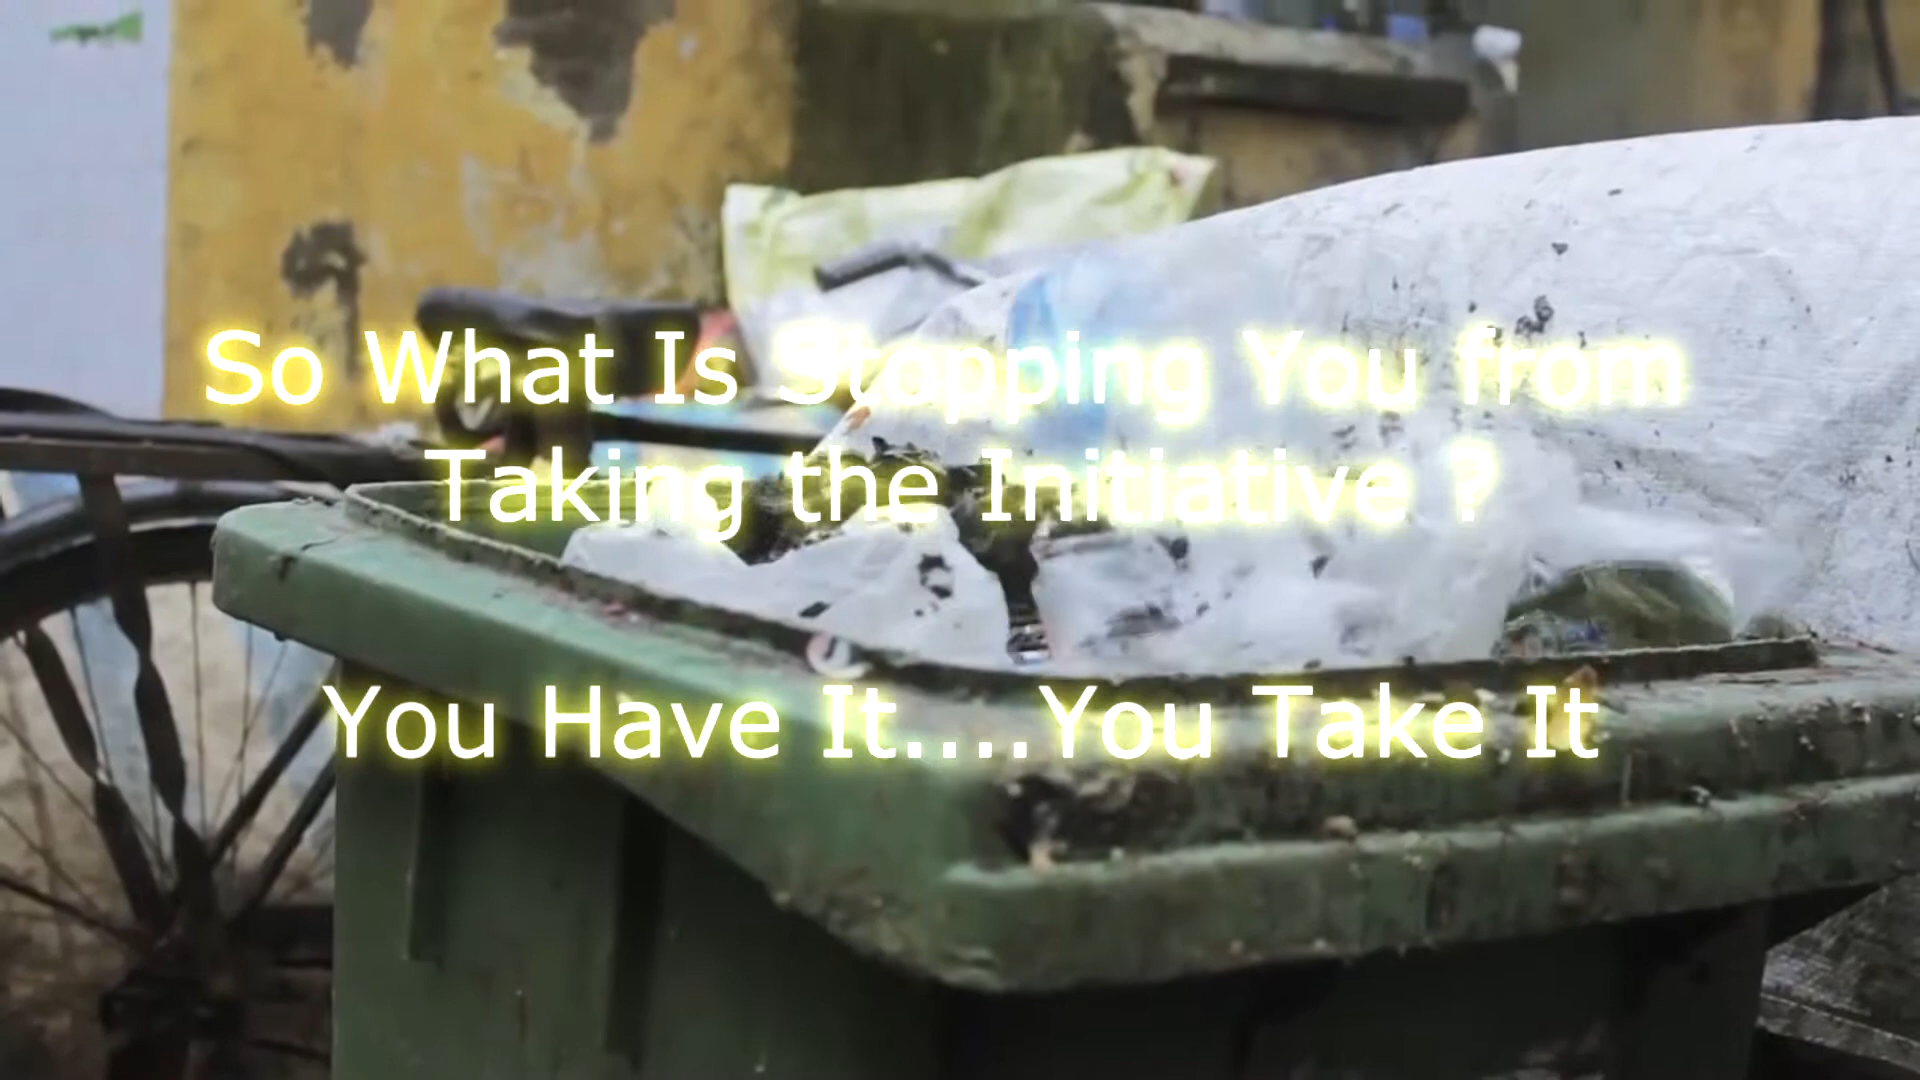 So What Is Stopping You from
Taking the Initiative ?
You Have It....You Take It